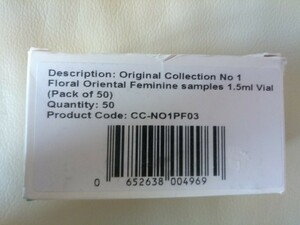 Description: Original Collection No 1
Floral Oriental Feminine samples 1.5ml Vial
(Pack of 50)
Quantity: 50
Product Code: CC-NO1PF03
0 652638 004969